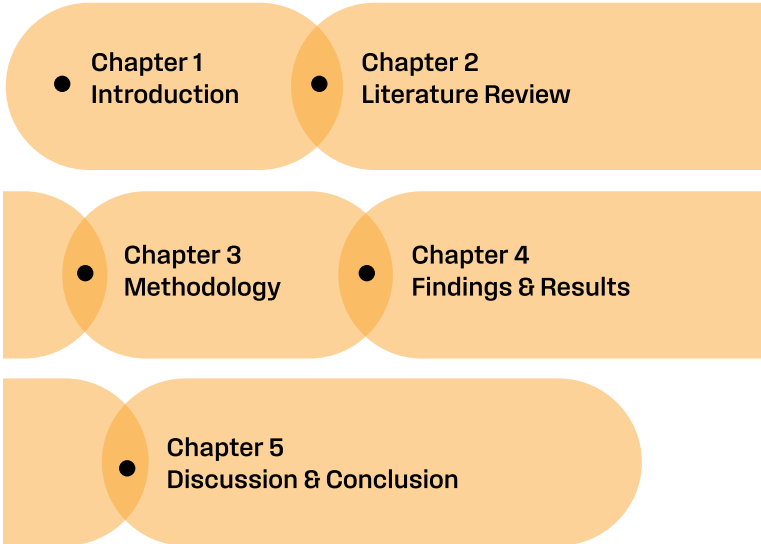 Chapter 1
Introduction
Chapter 2
Literature Review
Chapter 3
Methodology
Chapter 4
Findings & Results
Chapter 5
Discussion & Conclusion